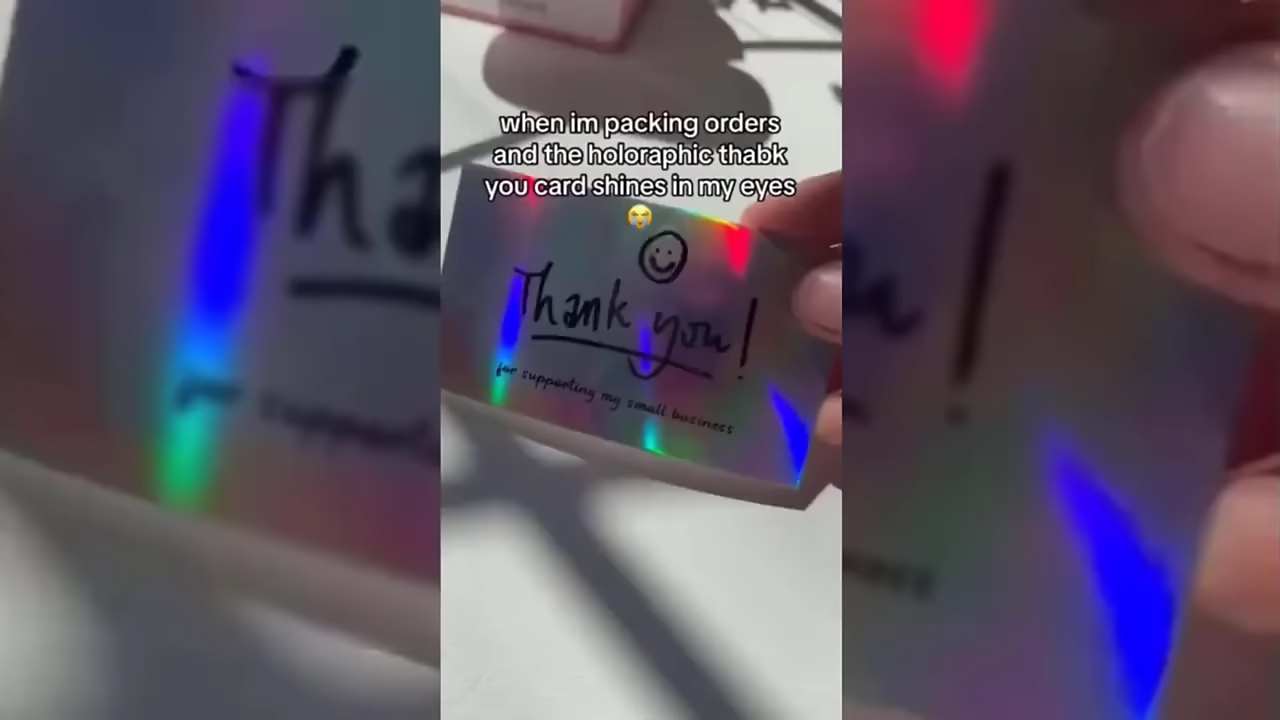 when im packing orders
and the holoraphic thabk
you card shines in my eyes
😭
Thank you!
for supporting my small business